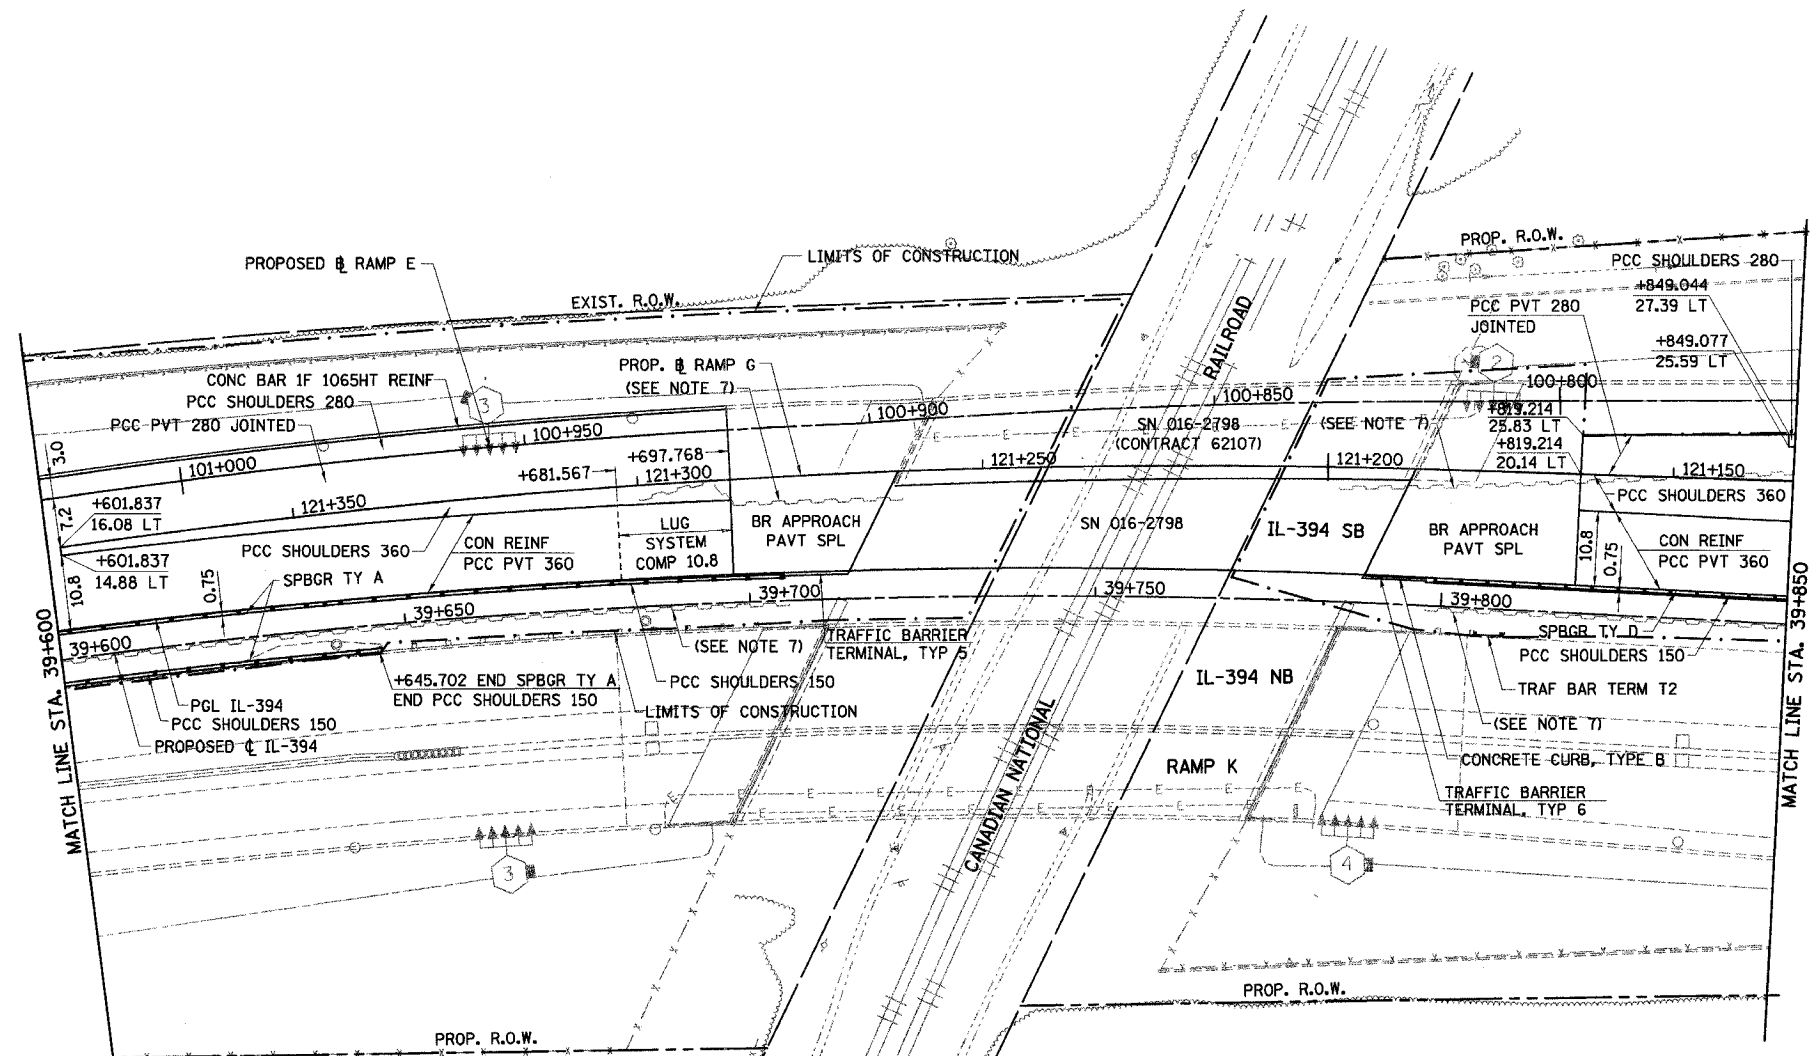 PROPOSED ℄ RAMP E
LIMITS OF CONSTRUCTION
EXIST. R.O.W.
PROP. R.O.W.
PCC SHOULDERS 280
+849.044
27.39 LT
PCC PVT 280
JOINTED
+849.077
25.59 LT
RAILROAD
PROP. ℄ RAMP G
(SEE NOTE 7)
CONC BAR 1F 1065HT REINF
PCC SHOULDERS 280
PCC PVT 280 JOINTED
3
2
100+800
100+850
100+900
100+950
101+000
3.0
SN 016-2798
(CONTRACT 62107)
(SEE NOTE 7)
+819.214
25.83 LT
+819.214
20.14 LT
+697.768
+681.567
121+300
121+250
121+200
121+150
121+350
+601.837
16.08 LT
7.2
PCC SHOULDERS 360
+601.837
14.88 LT
10.8
PCC SHOULDERS 360
CON REINF
PCC PVT 360
LUG
SYSTEM
COMP 10.8
BR APPROACH
PAVT SPL
SN 016-2798
IL-394 SB
BR APPROACH
PAVT SPL
10.8
0.75
CON REINF
PCC PVT 360
SPBGR TY A
0.75
39+600
39+650
39+700
39+750
39+800
MATCH LINE STA. 39+600
MATCH LINE STA. 39+850
(SEE NOTE 7)
TRAFFIC BARRIER
TERMINAL, TYP 5
SPBGR TY D
PCC SHOULDERS 150
+645.702 END SPBGR TY A
END PCC SHOULDERS 150
PCC SHOULDERS 150
IL-394 NB
TRAF BAR TERM T2
PGL IL-394
PCC SHOULDERS 150
PROPOSED ℄ IL-394
LIMITS OF CONSTRUCTION
(SEE NOTE 7)
CONCRETE CURB, TYPE B
CANADIAN NATIONAL
RAMP K
TRAFFIC BARRIER
TERMINAL, TYP 6
3
4
PROP. R.O.W.
PROP. R.O.W.